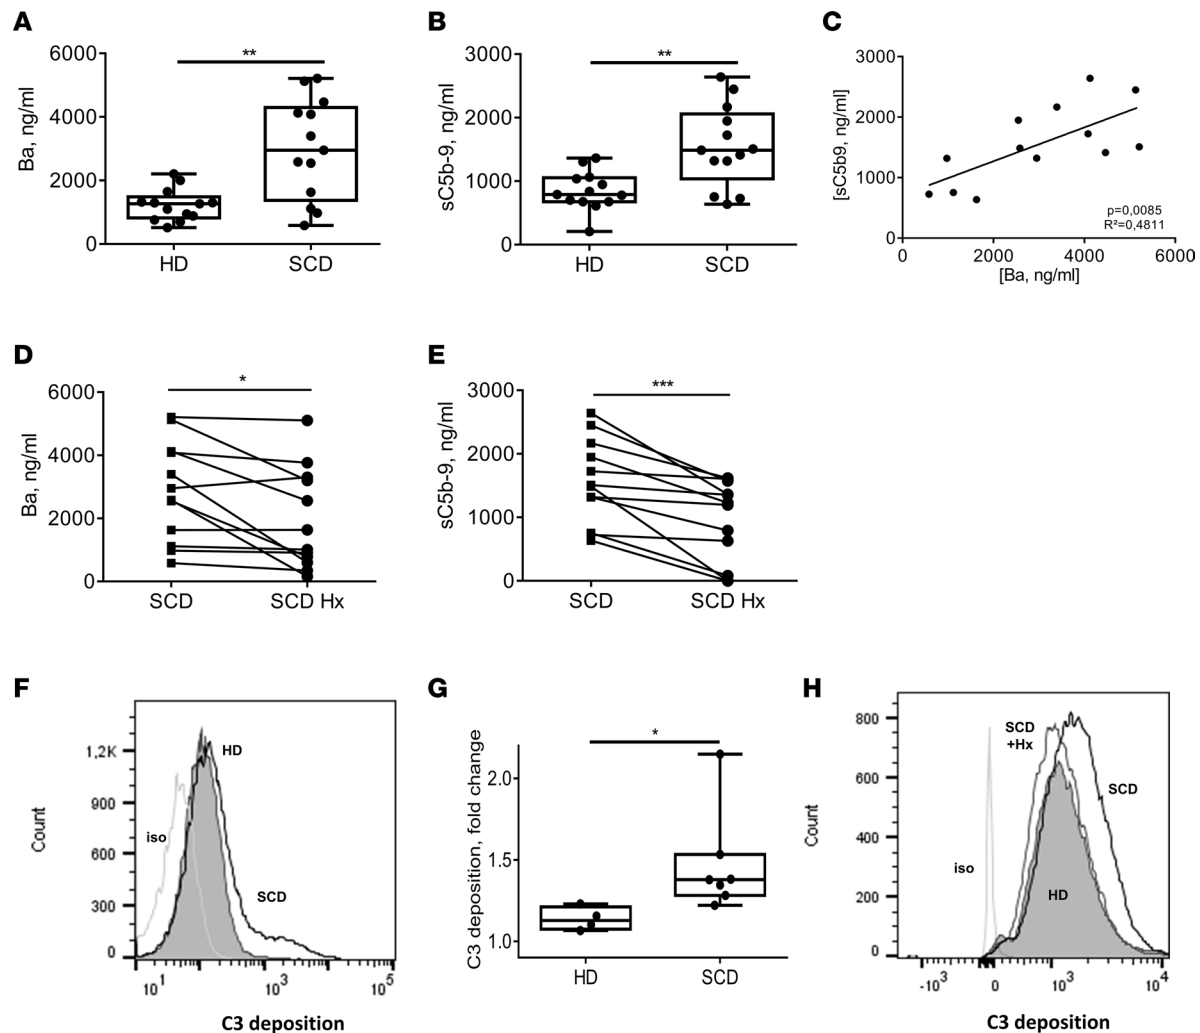 A
Ba, ng/ml
6000
4000
2000
0
**
HD
SCD
B
sC5b-9, ng/ml
3000
2000
1000
0
**
HD
SCD
C
[sC5b9, ng/ml]
3000
2000
1000
0
p=0,0085
R²=0,4811
0
2000
4000
6000
[Ba, ng/ml]
D
Ba, ng/ml
6000
4000
2000
0
*
SCD
SCD Hx
E
sC5b-9, ng/ml
3000
2000
1000
0
***
SCD
SCD Hx
F
Count
1,2K
900
600
300
0
HD
iso
SCD
10¹
10²
10³
10⁵
C3 deposition
G
C3 deposition, fold change
2.0
1.5
1.0
*
HD
SCD
H
Count
800
600
400
200
0
SCD
+Hx
SCD
iso
HD
-10³
0
10³
10⁴
C3 deposition